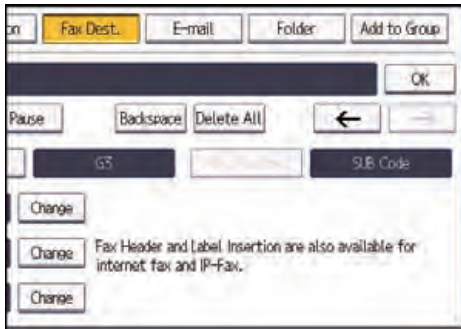 on Fax Dest. E-mail Folder Add to Group
OK
Pause Backspace Delete All ← →
G3 SUB Code
Change
Change Fax Header and Label Insertion are also available for
internet fax and IP-Fax.
Change